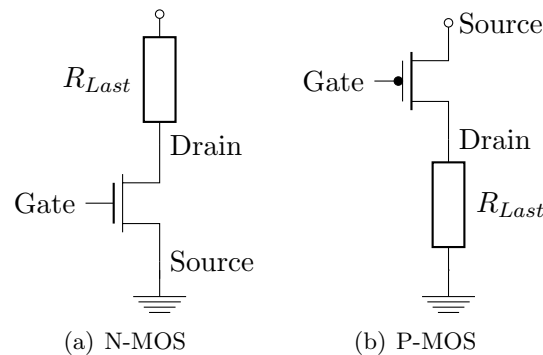 R_Last
Drain
Gate
Source
(a) N-MOS
Source
Gate
Drain
R_Last
(b) P-MOS